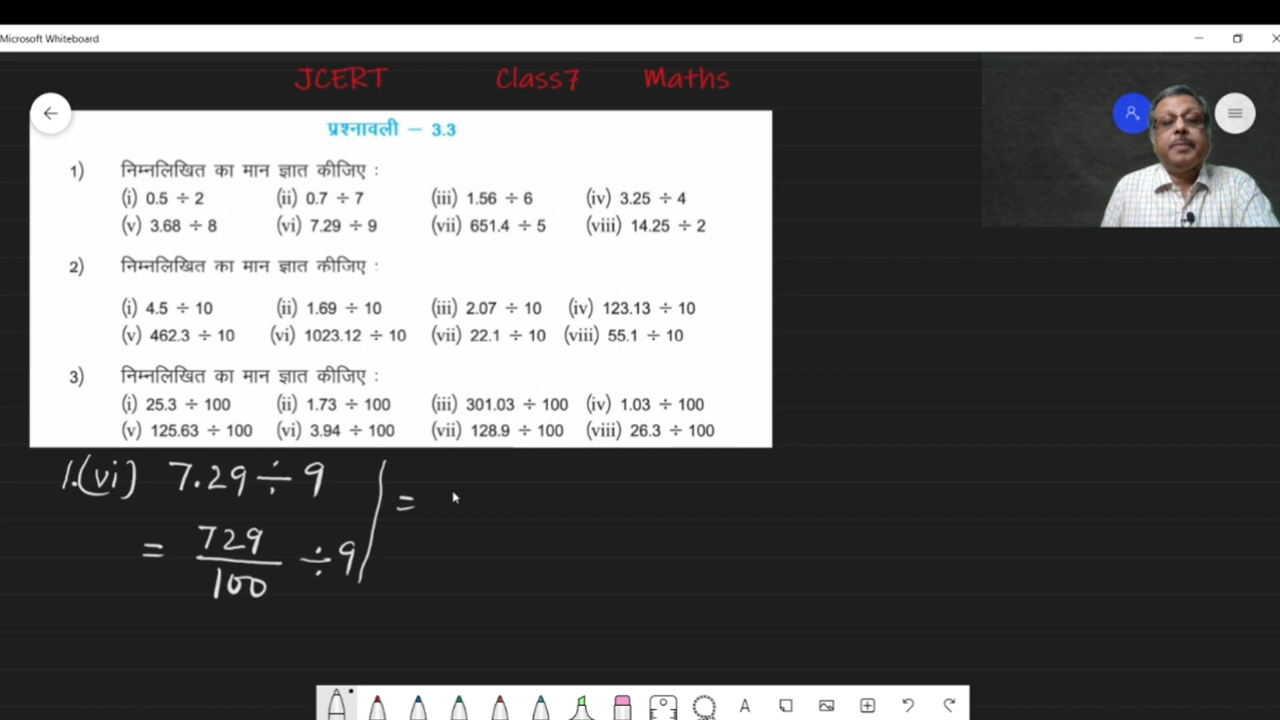 Microsoft Whiteboard
JCERT Class7 Maths
प्रश्नावली – 3.3
1) निम्नलिखित का मान ज्ञात कीजिए :
(i) 0.5 ÷ 2 (ii) 0.7 ÷ 7 (iii) 1.56 ÷ 6 (iv) 3.25 ÷ 4
(v) 3.68 ÷ 8 (vi) 7.29 ÷ 9 (vii) 651.4 ÷ 5 (viii) 14.25 ÷ 2
2) निम्नलिखित का मान ज्ञात कीजिए :
(i) 4.5 ÷ 10 (ii) 1.69 ÷ 10 (iii) 2.07 ÷ 10 (iv) 123.13 ÷ 10
(v) 462.3 ÷ 10 (vi) 1023.12 ÷ 10 (vii) 22.1 ÷ 10 (viii) 55.1 ÷ 10
3) निम्नलिखित का मान ज्ञात कीजिए :
(i) 25.3 ÷ 100 (ii) 1.73 ÷ 100 (iii) 301.03 ÷ 100 (iv) 1.03 ÷ 100
(v) 125.63 ÷ 100 (vi) 3.94 ÷ 100 (vii) 128.9 ÷ 100 (viii) 26.3 ÷ 100
1.(vi) 7.29 ÷ 9
= 729/100 ÷ 9
=